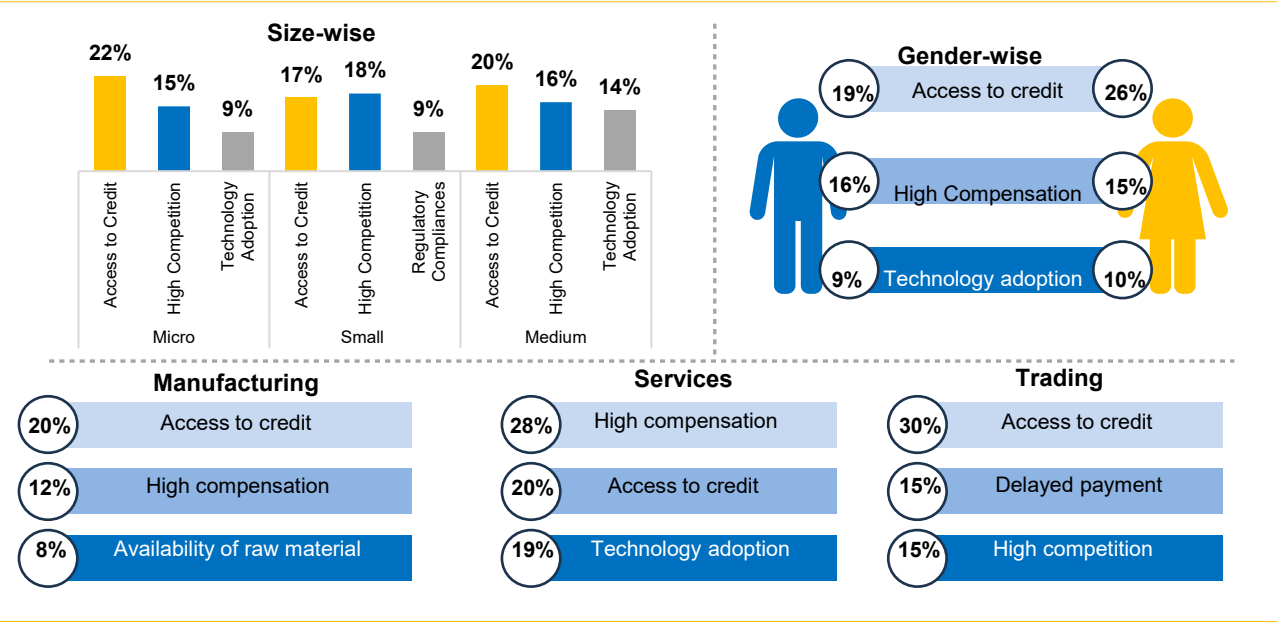 Size-wise
22%
15%
9%
17%
18%
9%
20%
16%
14%
Access to Credit
High Competition
Technology
Adoption
Access to Credit
High Competition
Regulatory
Compliances
Access to Credit
High Competition
Technology
Adoption
Micro
Small
Medium
Gender-wise
19% Access to credit 26%
16% High Compensation 15%
9% Technology adoption 10%
Manufacturing
20% Access to credit
12% High compensation
8% Availability of raw material
Services
28% High compensation
20% Access to credit
19% Technology adoption
Trading
30% Access to credit
15% Delayed payment
15% High competition